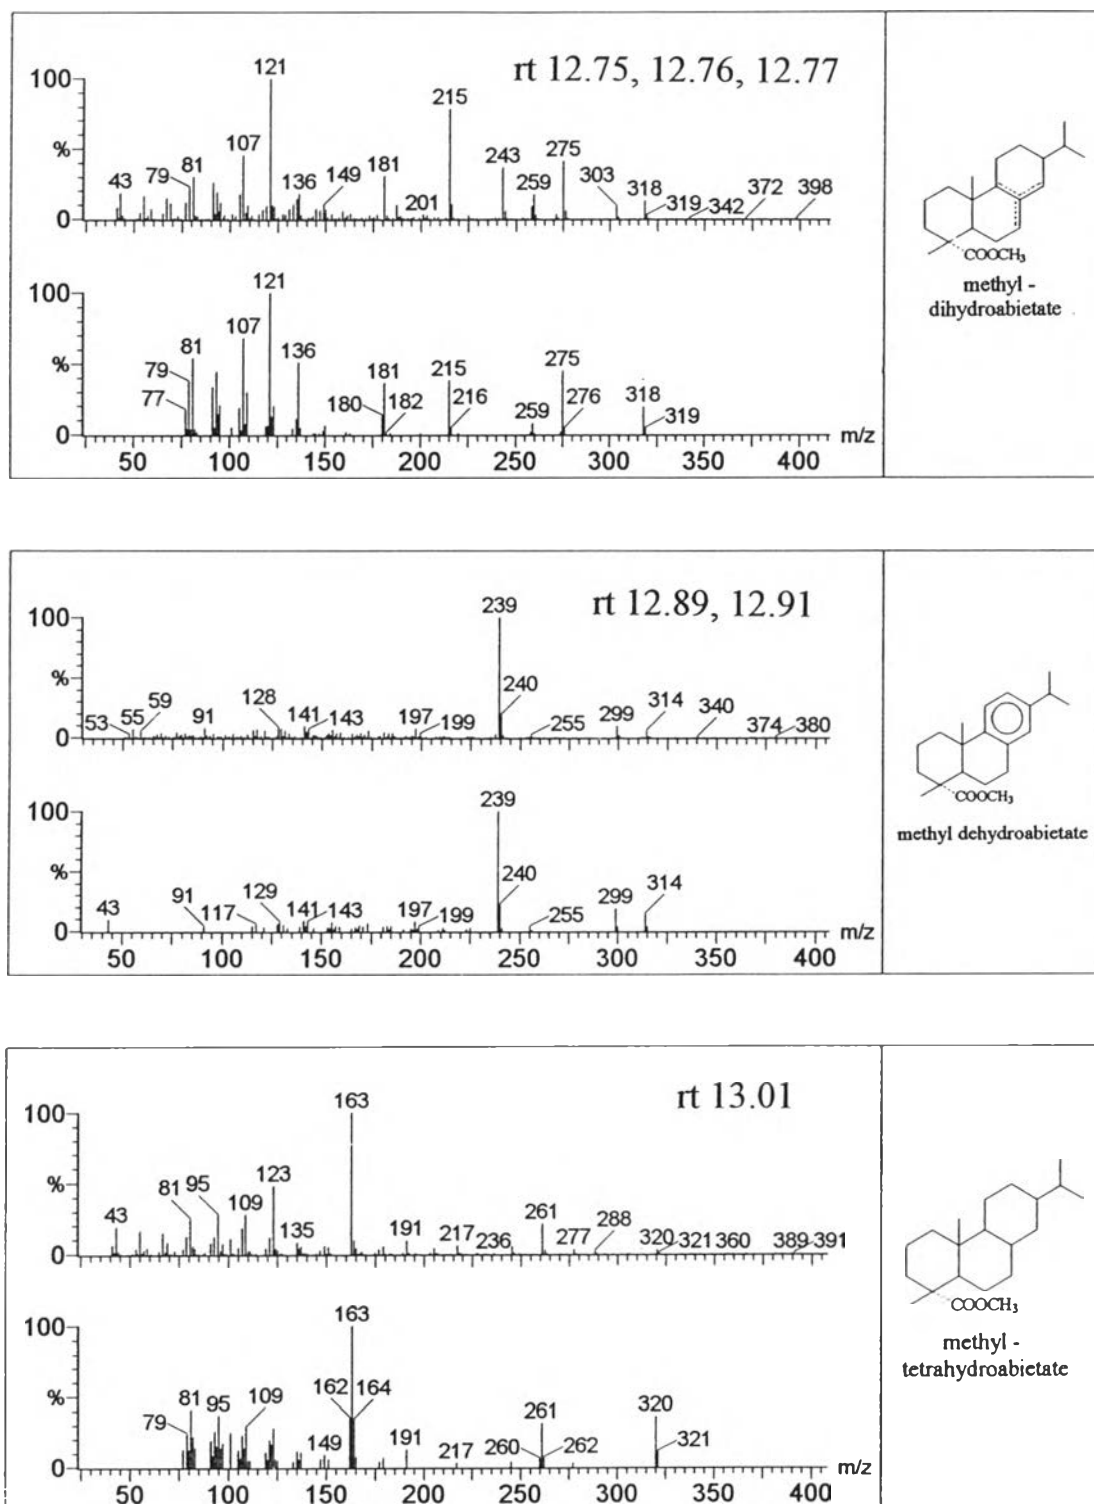 rt 12.75, 12.76, 12.77
100
%
0
43 79 81 107 121 136 149 181 201 215 243 259 275 303 318 319 342 372 398
100
%
0
77 79 81 107 121 136 180 181 182 215 216 259 275 276 318 319
m/z
50 100 150 200 250 300 350 400
COOCH3
methyl -
dihydroabietate
rt 12.89, 12.91
100
%
0
53 55 59 91 128 141 143 197 199 239 240 255 299 314 340 374 380
100
%
0
43 91 117 129 141 143 197 199 239 240 255 299 314
m/z
50 100 150 200 250 300 350 400
COOCH3
methyl dehydroabietate
rt 13.01
100
%
0
43 81 95 109 123 135 163 191 217 236 261 277 288 320 321 360 389 391
100
%
0
79 81 95 109 149 162 163 164 191 217 260 261 262 320 321
m/z
50 100 150 200 250 300 350 400
COOCH3
methyl -
tetrahydroabietate